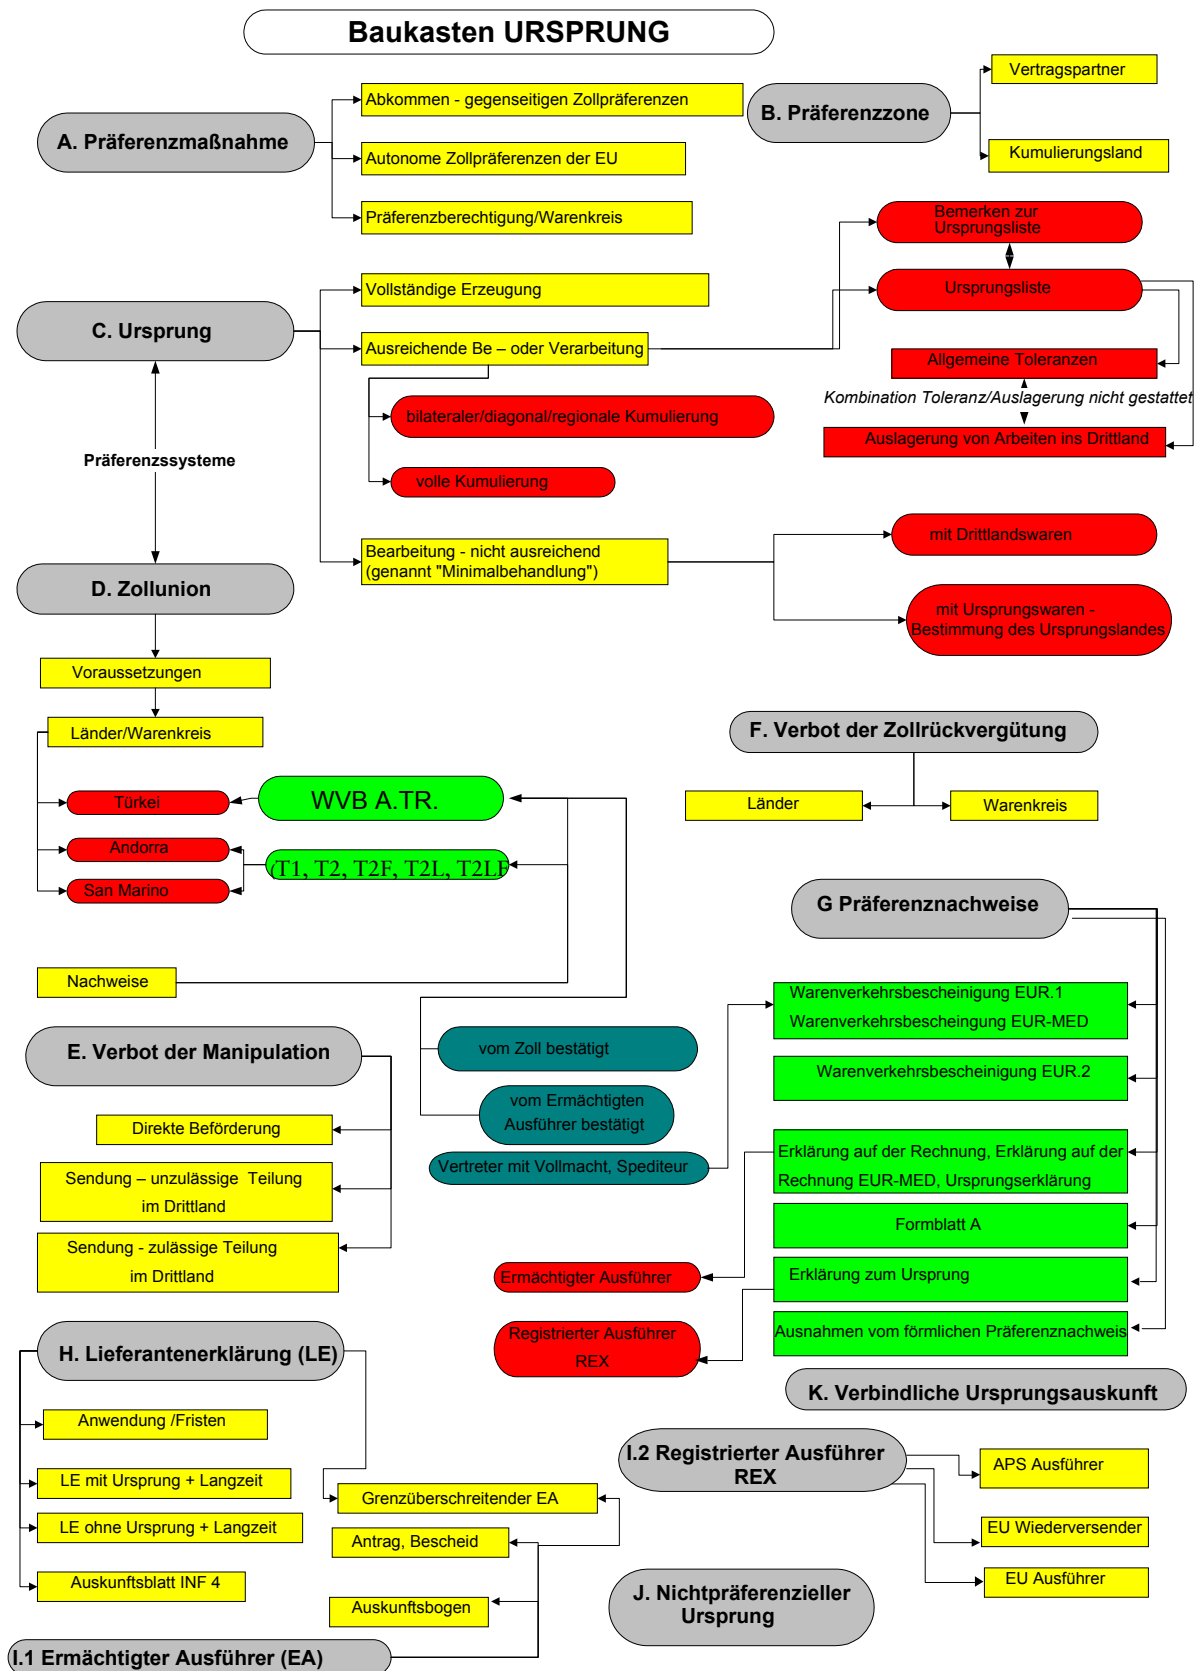 Baukasten URSPRUNG
A. Präferenzmaßnahme
Abkommen - gegenseitigen Zollpräferenzen
Autonome Zollpräferenzen der EU
Präferenzberechtigung/Warenkreis
B. Präferenzzone
Vertragspartner
Kumulierungsland
C. Ursprung
Vollständige Erzeugung
Ausreichende Be – oder Verarbeitung
Bemerken zur
Ursprungsliste
Ursprungsliste
Allgemeine Toleranzen
Kombination Toleranz/Auslagerung nicht gestattet
Auslagerung von Arbeiten ins Drittland
bilateraler/diagonal/regionale Kumulierung
volle Kumulierung
Präferenzssysteme
Bearbeitung - nicht ausreichend
(genannt "Minimalbehandlung")
mit Drittlandswaren
mit Ursprungswaren -
Bestimmung des Ursprungslandes
D. Zollunion
Voraussetzungen
Länder/Warenkreis
Türkei
Andorra
San Marino
WVB A.TR.
(T1, T2, T2F, T2L, T2LF
Nachweise
F. Verbot der Zollrückvergütung
Länder
Warenkreis
G Präferenznachweise
Warenverkehrsbescheinigung EUR.1
Warenverkehrsbescheingung EUR-MED
Warenverkehrsbescheinigung EUR.2
Erklärung auf der Rechnung, Erklärung auf der
Rechnung EUR-MED, Ursprungserklärung
Formblatt A
Erklärung zum Ursprung
Ausnahmen vom förmlichen Präferenznachweis
vom Zoll bestätigt
vom Ermächtigten
Ausführer bestätigt
Vertreter mit Vollmacht, Spediteur
Ermächtigter Ausführer
Registrierter Ausführer
REX
E. Verbot der Manipulation
Direkte Beförderung
Sendung – unzulässige Teilung
im Drittland
Sendung - zulässige Teilung
im Drittland
H. Lieferantenerklärung (LE)
Anwendung /Fristen
LE mit Ursprung + Langzeit
LE ohne Ursprung + Langzeit
Auskunftsblatt INF 4
Grenzüberschreitender EA
Antrag, Bescheid
Auskunftsbogen
I.1 Ermächtigter Ausführer (EA)
K. Verbindliche Ursprungsauskunft
I.2 Registrierter Ausführer
REX
APS Ausführer
EU Wiederversender
EU Ausführer
J. Nichtpräferenzieller
Ursprung